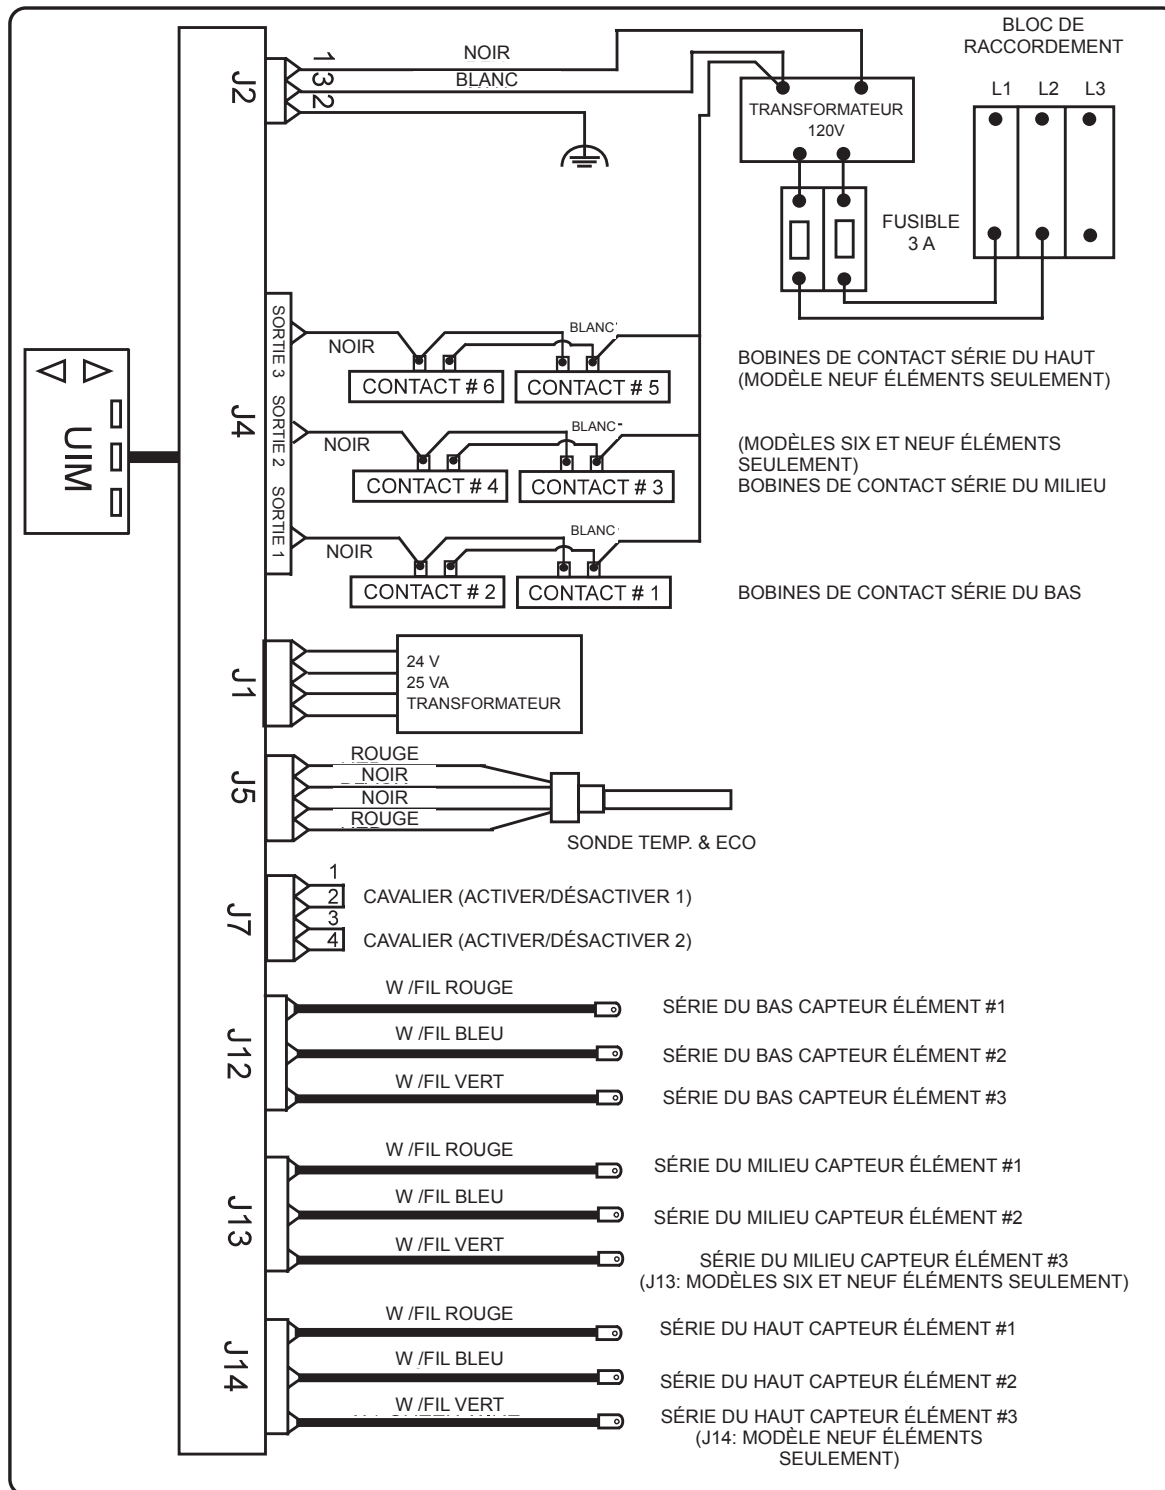 BLOC DE
RACCORDEMENT
L1 L2 L3
J2
1
3
2
NOIR
BLANC
TRANSFORMATEUR
120V
FUSIBLE
3 A
UIM
J4
SORTIE 3
SORTIE 2
SORTIE 1
NOIR
BLANC
CONTACT # 6
CONTACT # 5
BOBINES DE CONTACT SÉRIE DU HAUT
(MODÈLE NEUF ÉLÉMENTS SEULEMENT)
NOIR
BLANC
CONTACT # 4
CONTACT # 3
(MODÈLES SIX ET NEUF ÉLÉMENTS
SEULEMENT)
BOBINES DE CONTACT SÉRIE DU MILIEU
NOIR
BLANC
CONTACT # 2
CONTACT # 1
BOBINES DE CONTACT SÉRIE DU BAS
J1
24 V
25 VA
TRANSFORMATEUR
J5
ROUGE
NOIR
NOIR
ROUGE
SONDE TEMP. & ECO
J7
1
2
3
4
CAVALIER (ACTIVER/DÉSACTIVER 1)
CAVALIER (ACTIVER/DÉSACTIVER 2)
J12
W /FIL ROUGE
SÉRIE DU BAS CAPTEUR ÉLÉMENT #1
W /FIL BLEU
SÉRIE DU BAS CAPTEUR ÉLÉMENT #2
W /FIL VERT
SÉRIE DU BAS CAPTEUR ÉLÉMENT #3
J13
W /FIL ROUGE
SÉRIE DU MILIEU CAPTEUR ÉLÉMENT #1
W /FIL BLEU
SÉRIE DU MILIEU CAPTEUR ÉLÉMENT #2
W /FIL VERT
SÉRIE DU MILIEU CAPTEUR ÉLÉMENT #3
(J13: MODÈLES SIX ET NEUF ÉLÉMENTS SEULEMENT)
J14
W /FIL ROUGE
SÉRIE DU HAUT CAPTEUR ÉLÉMENT #1
W /FIL BLEU
SÉRIE DU HAUT CAPTEUR ÉLÉMENT #2
W /FIL VERT
SÉRIE DU HAUT CAPTEUR ÉLÉMENT #3
(J14: MODÈLE NEUF ÉLÉMENTS
SEULEMENT)